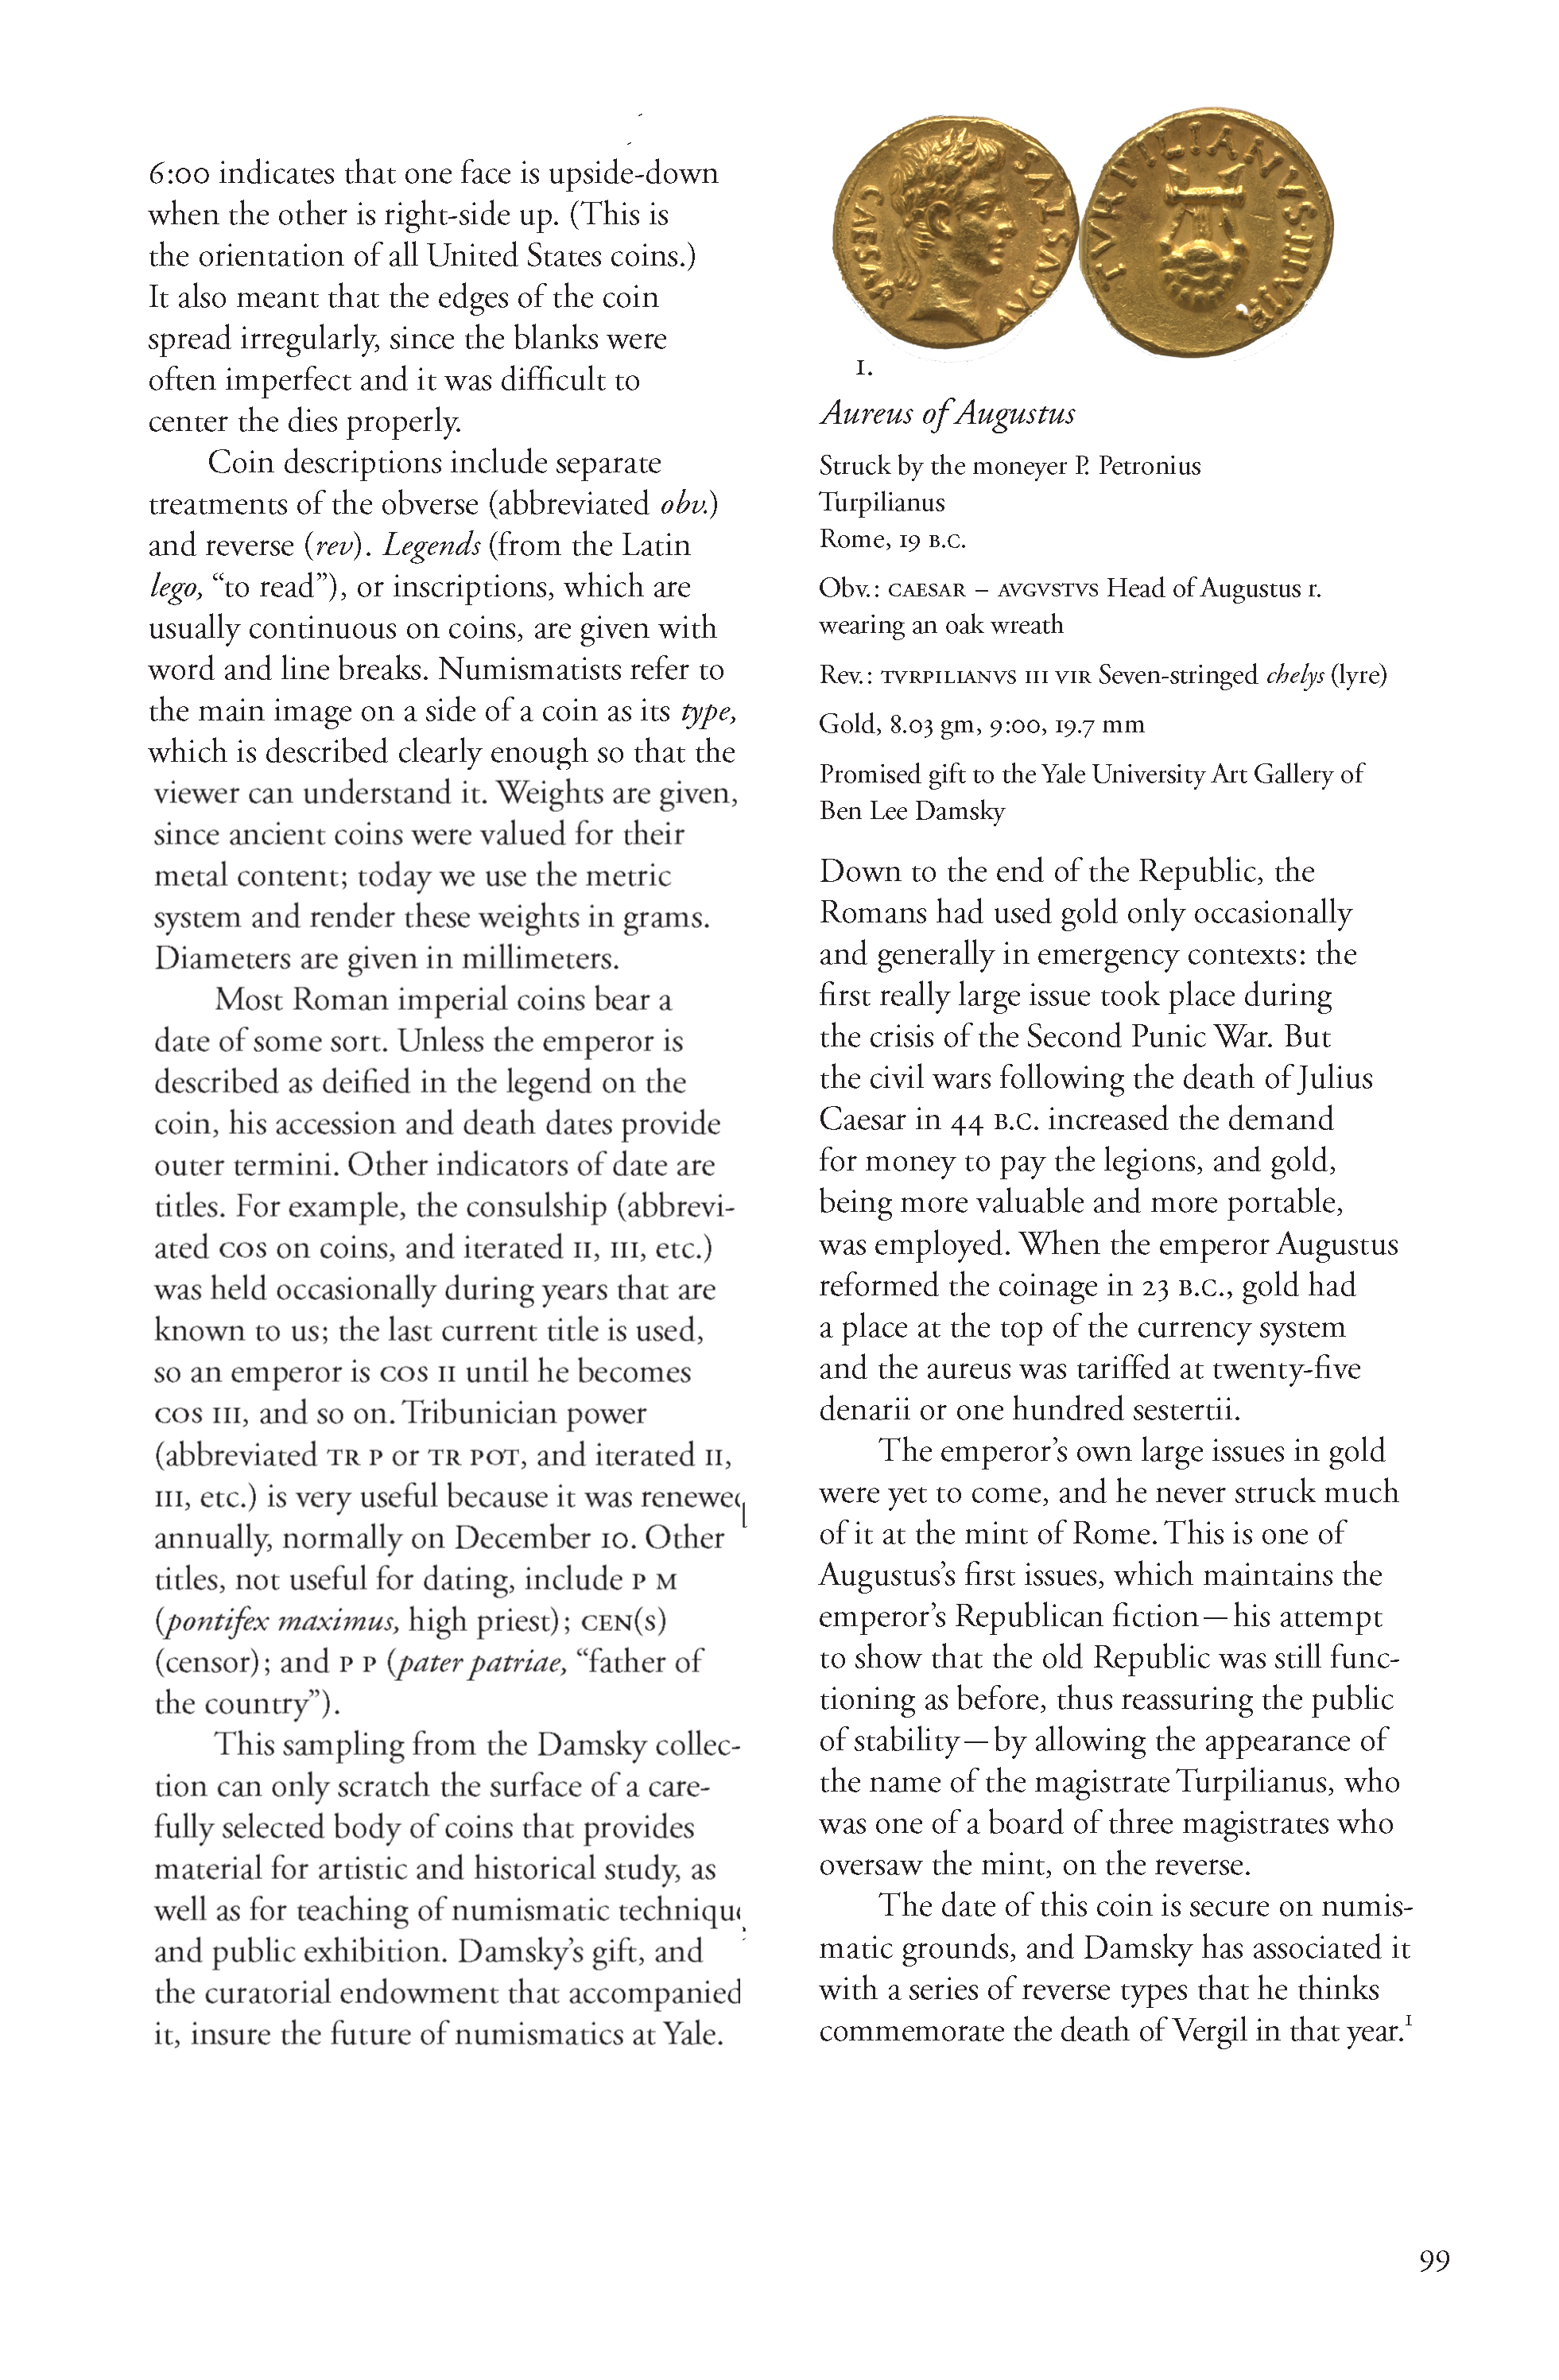 6:00 indicates that one face is upside-down
when the other is right-side up. (This is
the orientation of all United States coins.)
It also meant that the edges of the coin
spread irregularly, since the blanks were
often imperfect and it was difficult to
center the dies properly.
Coin descriptions include separate
treatments of the obverse (abbreviated obv.)
and reverse (rev). Legends (from the Latin
lego, “to read”), or inscriptions, which are
usually continuous on coins, are given with
word and line breaks. Numismatists refer to
the main image on a side of a coin as its type,
which is described clearly enough so that the
viewer can understand it. Weights are given,
since ancient coins were valued for their
metal content; today we use the metric
system and render these weights in grams.
Diameters are given in millimeters.
Most Roman imperial coins bear a
date of some sort. Unless the emperor is
described as deified in the legend on the
coin, his accession and death dates provide
outer termini. Other indicators of date are
titles. For example, the consulship (abbrevi-
ated COS on coins, and iterated II, III, etc.)
was held occasionally during years that are
known to us; the last current title is used,
so an emperor is COS II until he becomes
COS III, and so on. Tribunician power
(abbreviated TR P or TR POT, and iterated II,
III, etc.) is very useful because it was renewed
annually, normally on December 10. Other
titles, not useful for dating, include P M
(pontifex maximus, high priest); CEN(s)
(censor); and P P (pater patriae, “father of
the country”).
This sampling from the Damsky collec-
tion can only scratch the surface of a care-
fully selected body of coins that provides
material for artistic and historical study, as
well as for teaching of numismatic technique
and public exhibition. Damsky’s gift, and
the curatorial endowment that accompanied
it, insure the future of numismatics at Yale.
CAESAR AVGVSTVS
TVRPILIANVS·III·VIR
1.
Aureus of Augustus
Struck by the moneyer P. Petronius
Turpilianus
Rome, 19 B.C.
Obv.: CAESAR – AVGVSTVS Head of Augustus r.
wearing an oak wreath
Rev.: TVRPILIANVS III VIR Seven-stringed chelys (lyre)
Gold, 8.03 gm, 9:00, 19.7 mm
Promised gift to the Yale University Art Gallery of
Ben Lee Damsky
Down to the end of the Republic, the
Romans had used gold only occasionally
and generally in emergency contexts: the
first really large issue took place during
the crisis of the Second Punic War. But
the civil wars following the death of Julius
Caesar in 44 B.C. increased the demand
for money to pay the legions, and gold,
being more valuable and more portable,
was employed. When the emperor Augustus
reformed the coinage in 23 B.C., gold had
a place at the top of the currency system
and the aureus was tariffed at twenty-five
denarii or one hundred sestertii.
The emperor’s own large issues in gold
were yet to come, and he never struck much
of it at the mint of Rome. This is one of
Augustus’s first issues, which maintains the
emperor’s Republican fiction—his attempt
to show that the old Republic was still func-
tioning as before, thus reassuring the public
of stability—by allowing the appearance of
the name of the magistrate Turpilianus, who
was one of a board of three magistrates who
oversaw the mint, on the reverse.
The date of this coin is secure on numis-
matic grounds, and Damsky has associated it
with a series of reverse types that he thinks
commemorate the death of Vergil in that year.¹
99